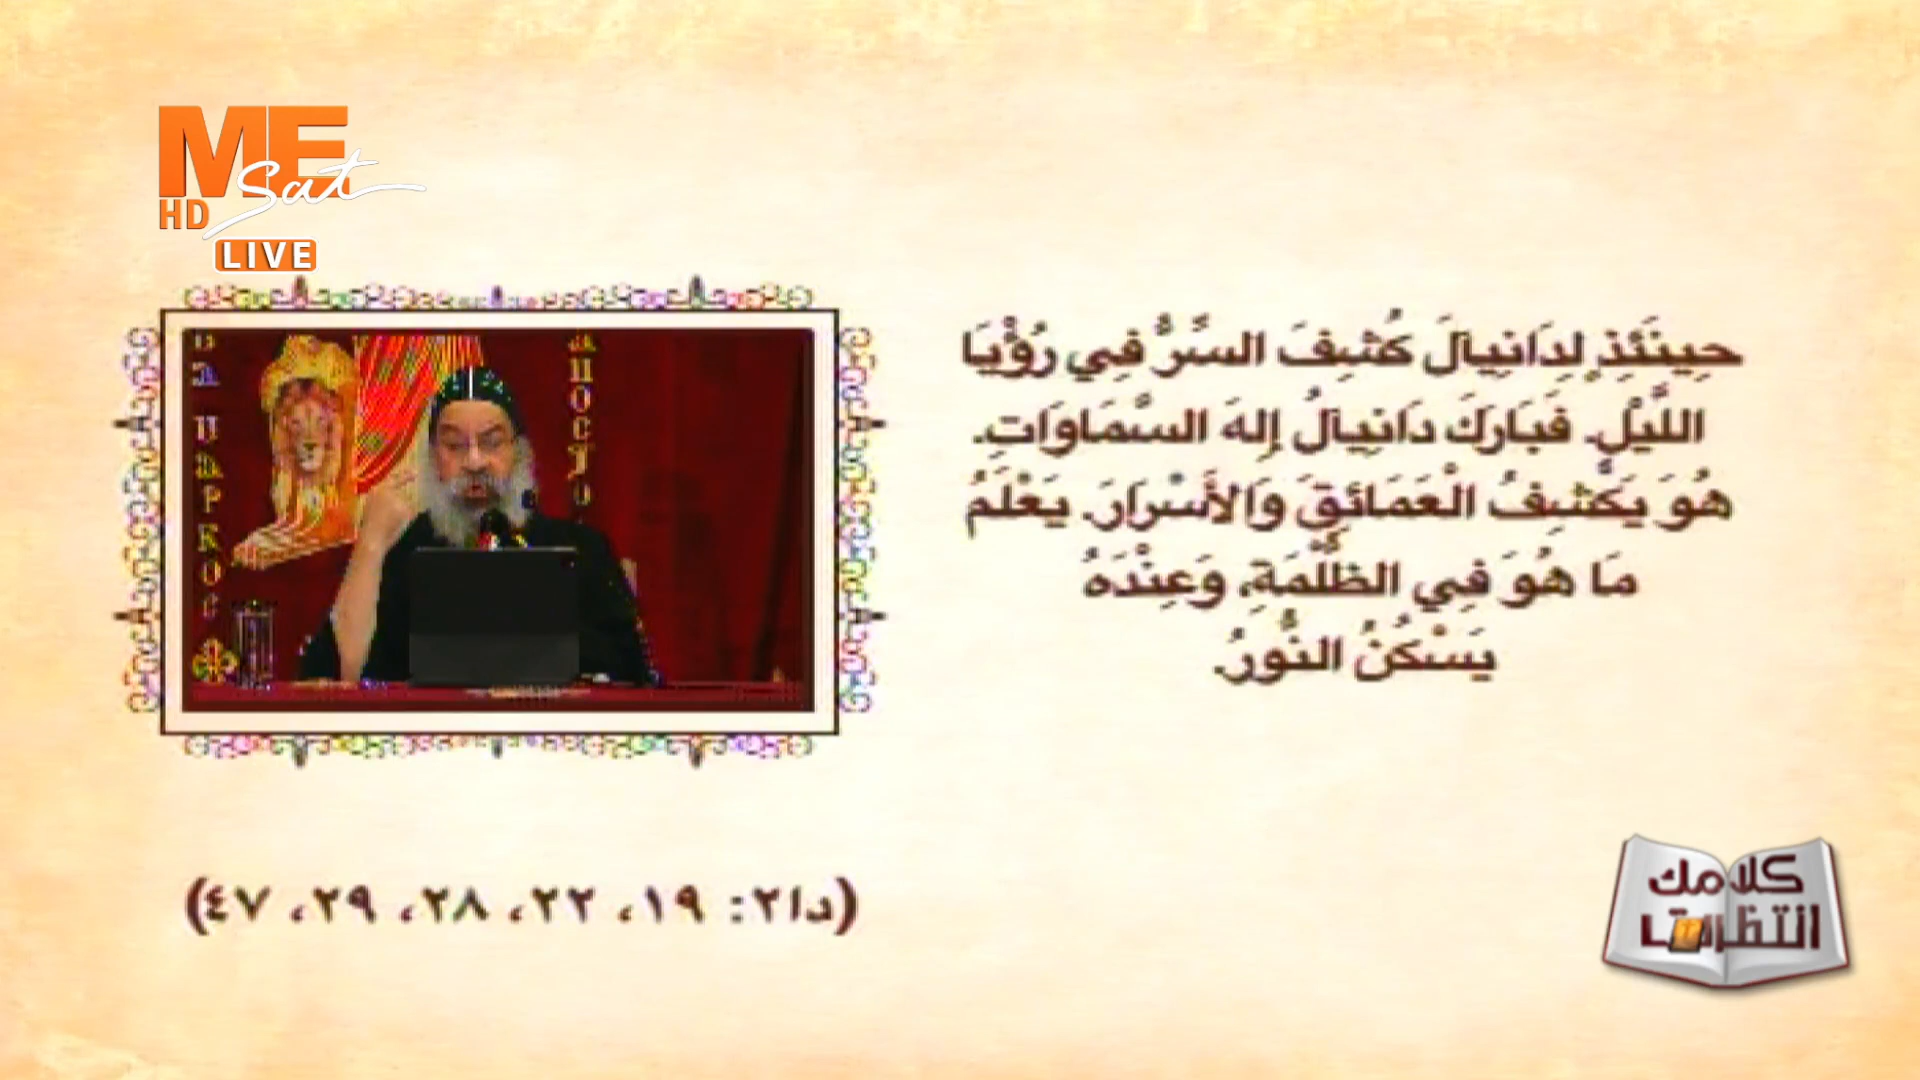 ME
Sat
HD
LIVE
حِينَئِذٍ لِدَانِيآلَ كُشِفَ السِّرُّ فِي رُؤْيَا
اللَّيْلِ. فَبَارَكَ دَانِيآلُ إِلهَ السَّمَاوَاتِ.
هُوَ يَكْشِفُ الْعَمَائِقَ وَالأَسْرَارَ. يَعْلَمُ
مَا هُوَ فِي الظُّلْمَةِ، وَعِنْدَهُ
يَسْكُنُ النُّورُ.
(دا٢: ١٩، ٢٢، ٢٨، ٢٩، ٤٧)
كلامك
انتظرت